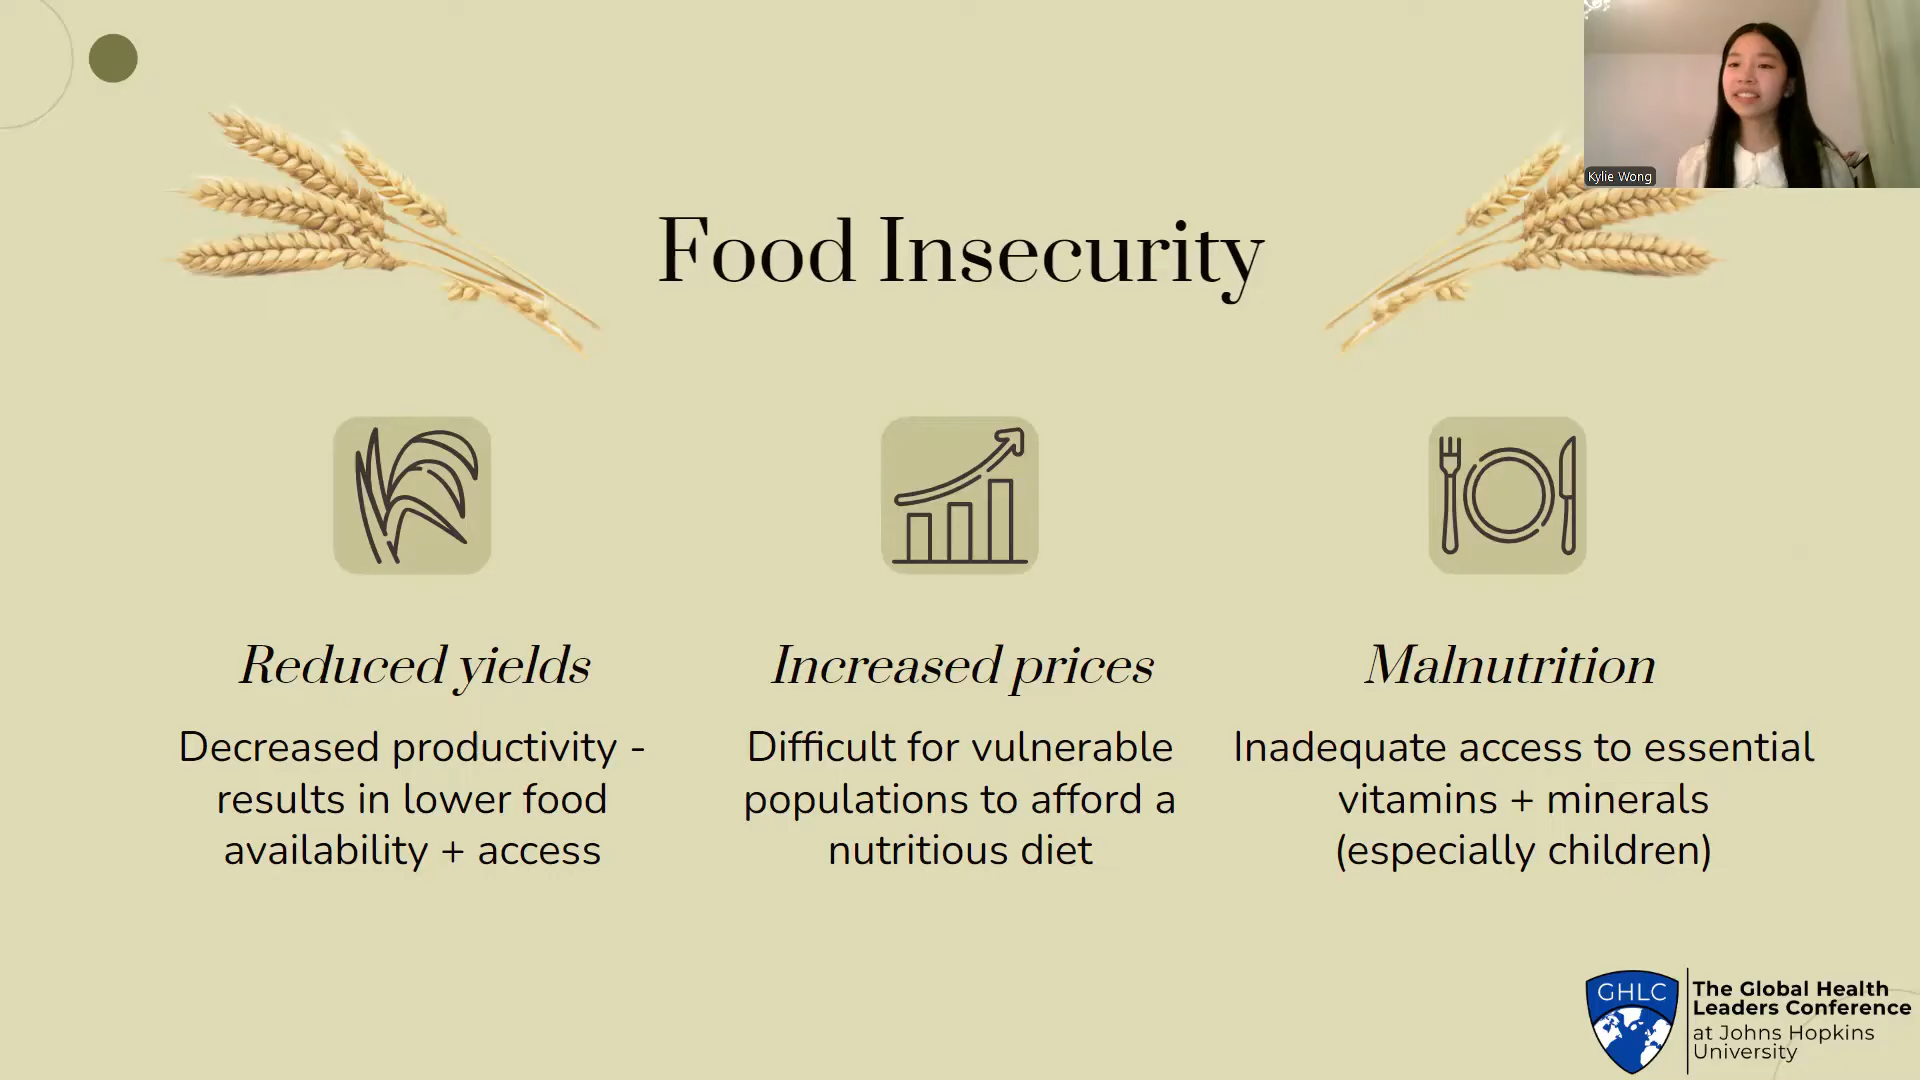 Kylie Wong
Food Insecurity
Reduced yields
Decreased productivity -
results in lower food
availability + access
Increased prices
Difficult for vulnerable
populations to afford a
nutritious diet
Malnutrition
Inadequate access to essential
vitamins + minerals
(especially children)
GHLC
The Global Health
Leaders Conference
at Johns Hopkins
University